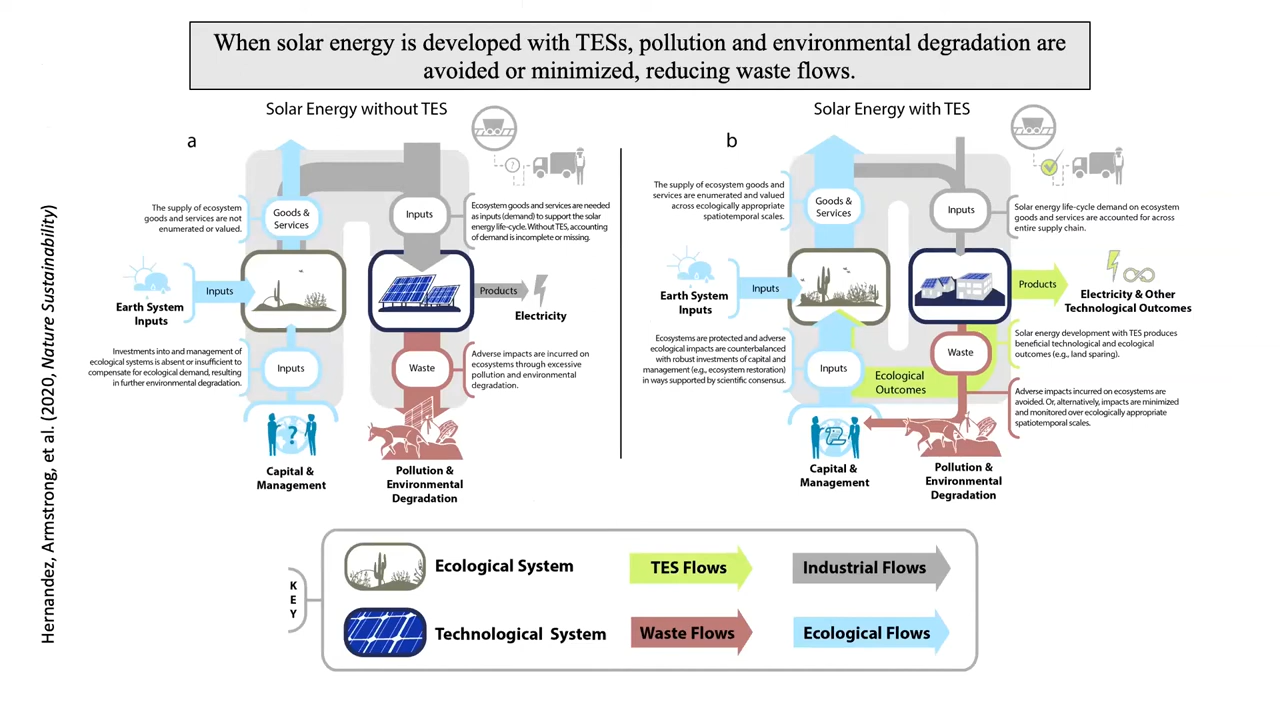 When solar energy is developed with TESs, pollution and environmental degradation are
avoided or minimized, reducing waste flows.
Hernandez, Armstrong, et al. (2020, Nature Sustainability)
Solar Energy without TES
a
The supply of ecosystem
goods and services are not
enumerated or valued.
Goods &
Services
Inputs
Ecosystem goods and services are needed
as inputs (demand) to support the solar
energy life-cycle. Without TES, accounting
of demand is incomplete or missing.
?
Earth System
Inputs
Inputs
Products
Electricity
Investments into and management of
ecological systems is absent or insufficient to
compensate for ecological demand, resulting
in further environmental degradation.
Inputs
Waste
Adverse impacts are incurred on
ecosystems through excessive
pollution and environmental
degradation.
?
Capital &
Management
Pollution &
Environmental
Degradation
Solar Energy with TES
b
The supply of ecosystem goods and
services are enumerated and valued
across ecologically appropriate
spatiotemporal scales.
Goods &
Services
Inputs
Solar energy life-cycle demand on ecosystem
goods and services are accounted for across
entire supply chain.
Earth System
Inputs
Inputs
Products
Electricity & Other
Technological Outcomes
Ecosystems are protected and adverse
ecological impacts are counterbalanced
with robust investments of capital and
management (e.g., ecosystem restoration)
in ways supported by scientific consensus.
Inputs
Ecological
Outcomes
Waste
Solar energy development with TES produces
beneficial technological and ecological
outcomes (e.g., land sparing).
Adverse impacts incurred on ecosystems are
avoided. Or, alternatively, impacts are minimized
and monitored over ecologically appropriate
spatiotemporal scales.
Capital &
Management
Pollution &
Environmental
Degradation
KEY
Ecological System
TES Flows
Industrial Flows
Technological System
Waste Flows
Ecological Flows